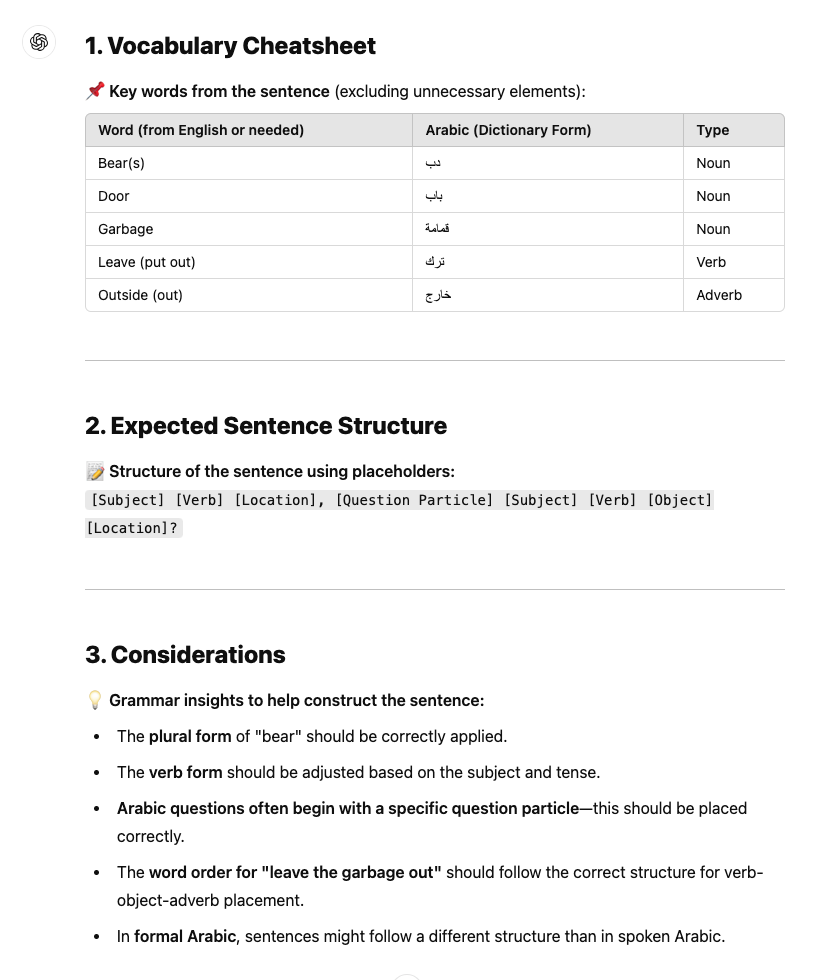 1. Vocabulary Cheatsheet
📌 Key words from the sentence (excluding unnecessary elements):
Word (from English or needed) Arabic (Dictionary Form) Type
Bear(s) دب Noun
Door باب Noun
Garbage قمامة Noun
Leave (put out) ترك Verb
Outside (out) خارج Adverb
2. Expected Sentence Structure
📝 Structure of the sentence using placeholders:
[Subject] [Verb] [Location], [Question Particle] [Subject] [Verb] [Object]
[Location]?
3. Considerations
💡 Grammar insights to help construct the sentence:
• The plural form of "bear" should be correctly applied.
• The verb form should be adjusted based on the subject and tense.
• Arabic questions often begin with a specific question particle—this should be placed
correctly.
• The word order for "leave the garbage out" should follow the correct structure for verb-
object-adverb placement.
• In formal Arabic, sentences might follow a different structure than in spoken Arabic.